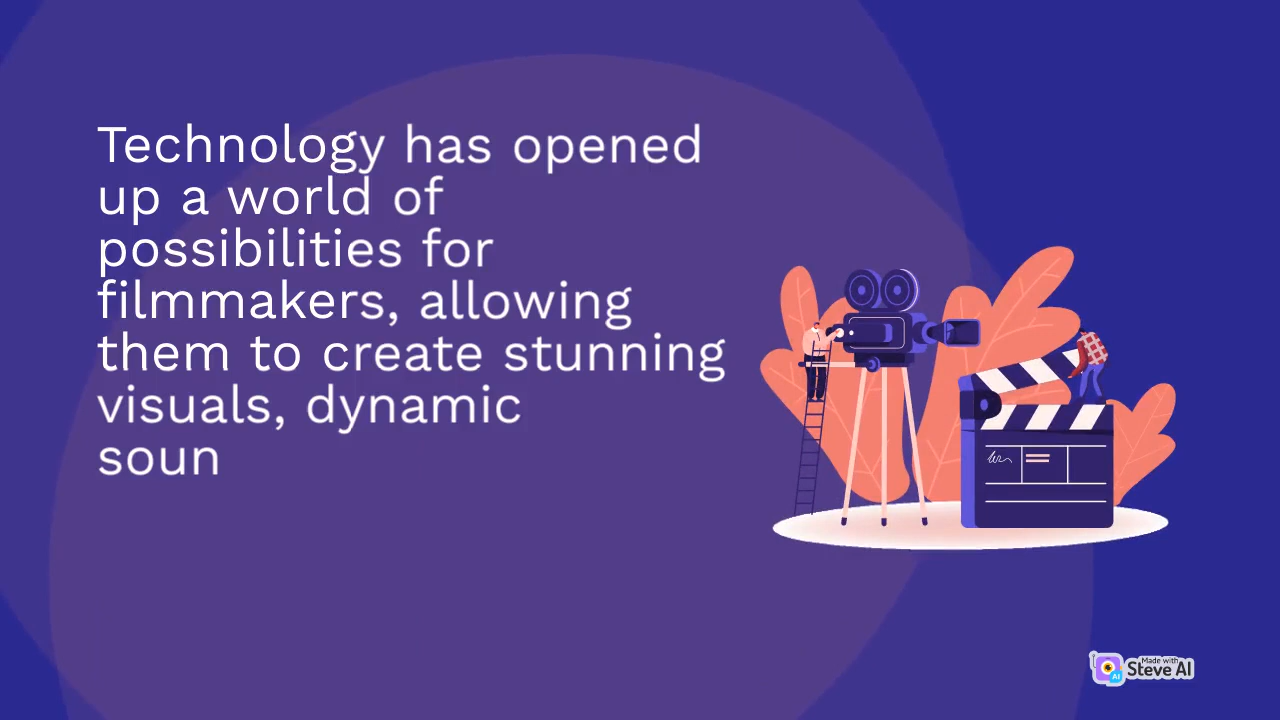 Technology has opened
up a world of
possibilities for
filmmakers, allowing
them to create stunning
visuals, dynamic
soun
Made with
Steve AI
AI